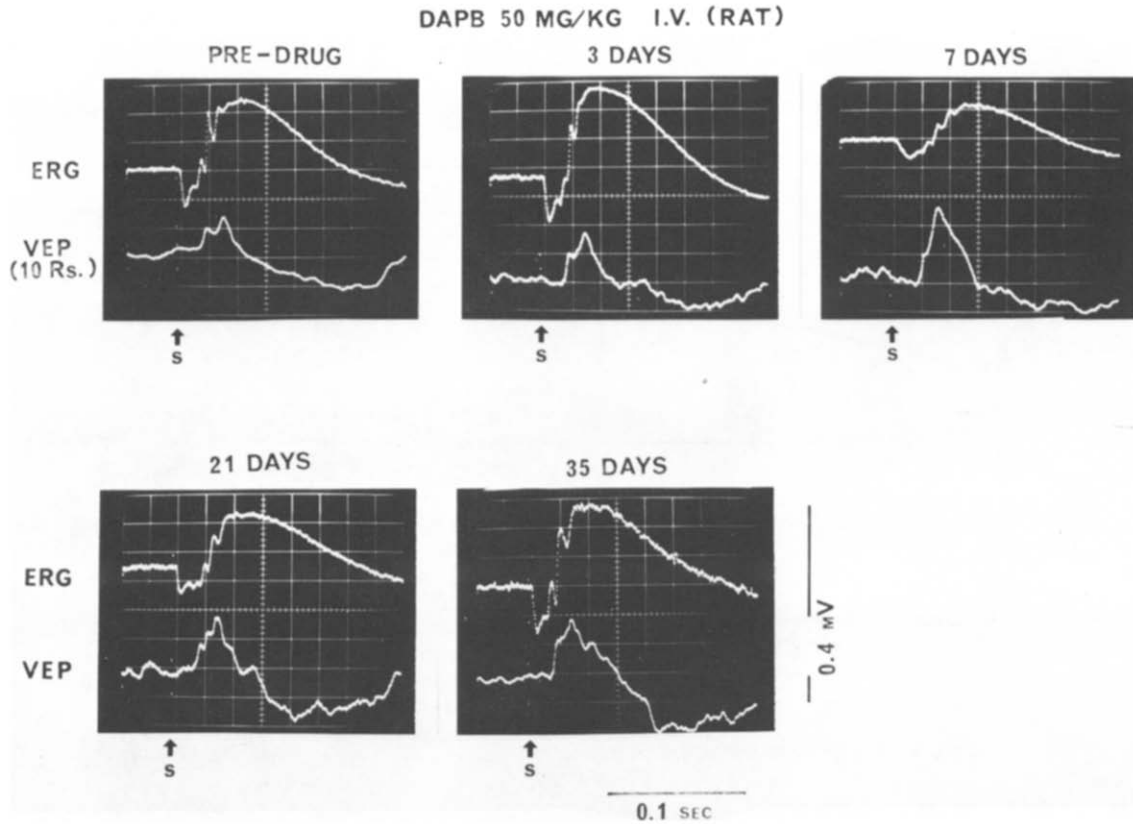 DAPB 50 MG/KG I.V. (RAT)
PRE-DRUG
3 DAYS
7 DAYS
ERG
VEP
(10 Rs.)
S
S
S
21 DAYS
35 DAYS
ERG
VEP
0.4 MV
S
S
0.1 SEC